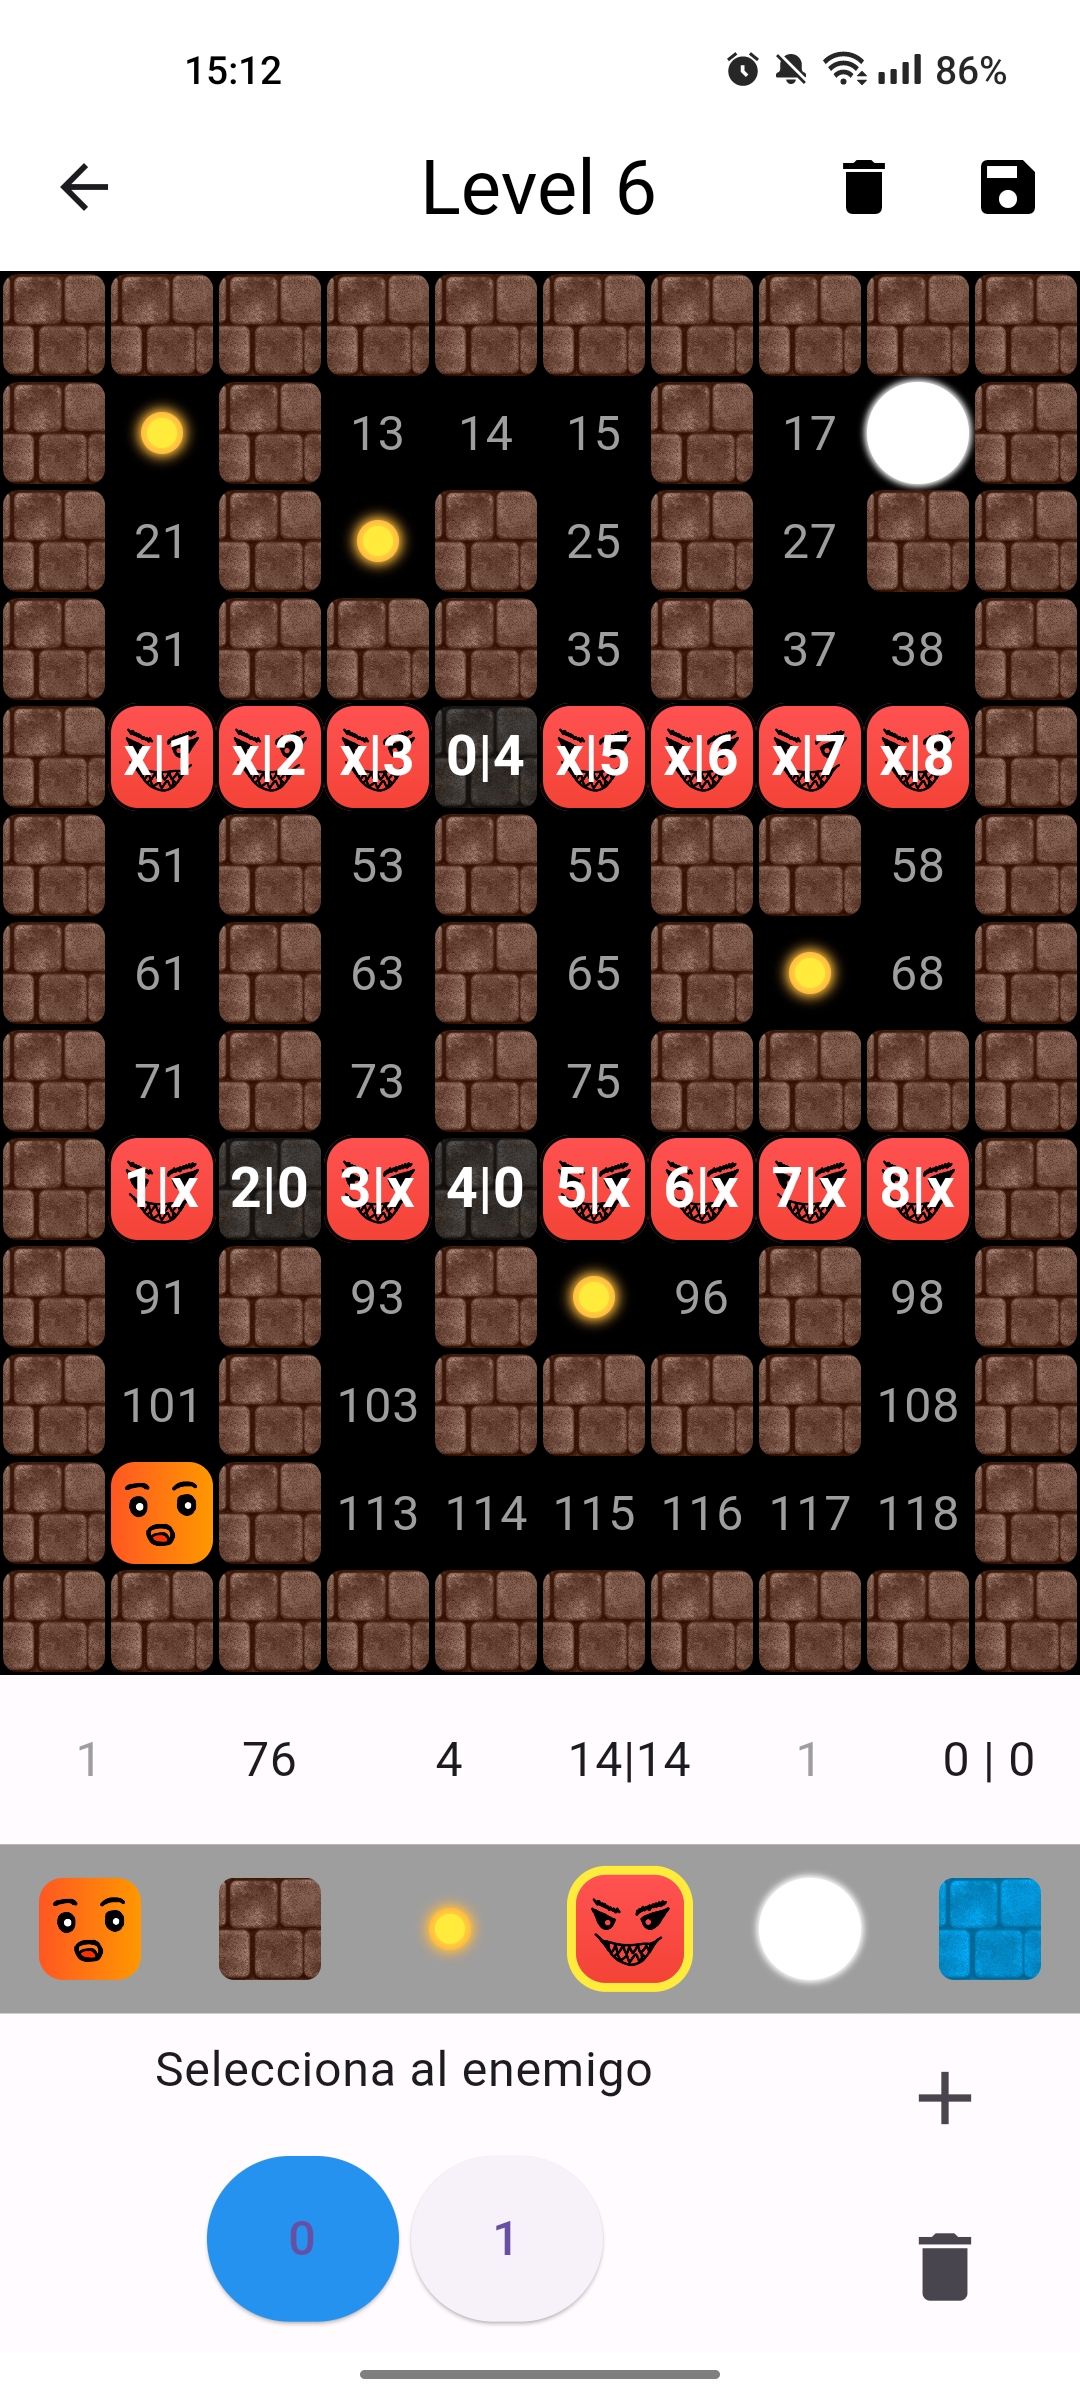 15:12 86%
Level 6
13 14 15 17
21 25 27
31 35 37 38
x|1 x|2 x|3 0|4 x|5 x|6 x|7 x|8
51 53 55 58
61 63 65 68
71 73 75
1|x 2|0 3|x 4|0 5|x 6|x 7|x 8|x
91 93 96 98
101 103 108
113 114 115 116 117 118
1 76 4 14|14 1 0 | 0
Selecciona al enemigo
0 1